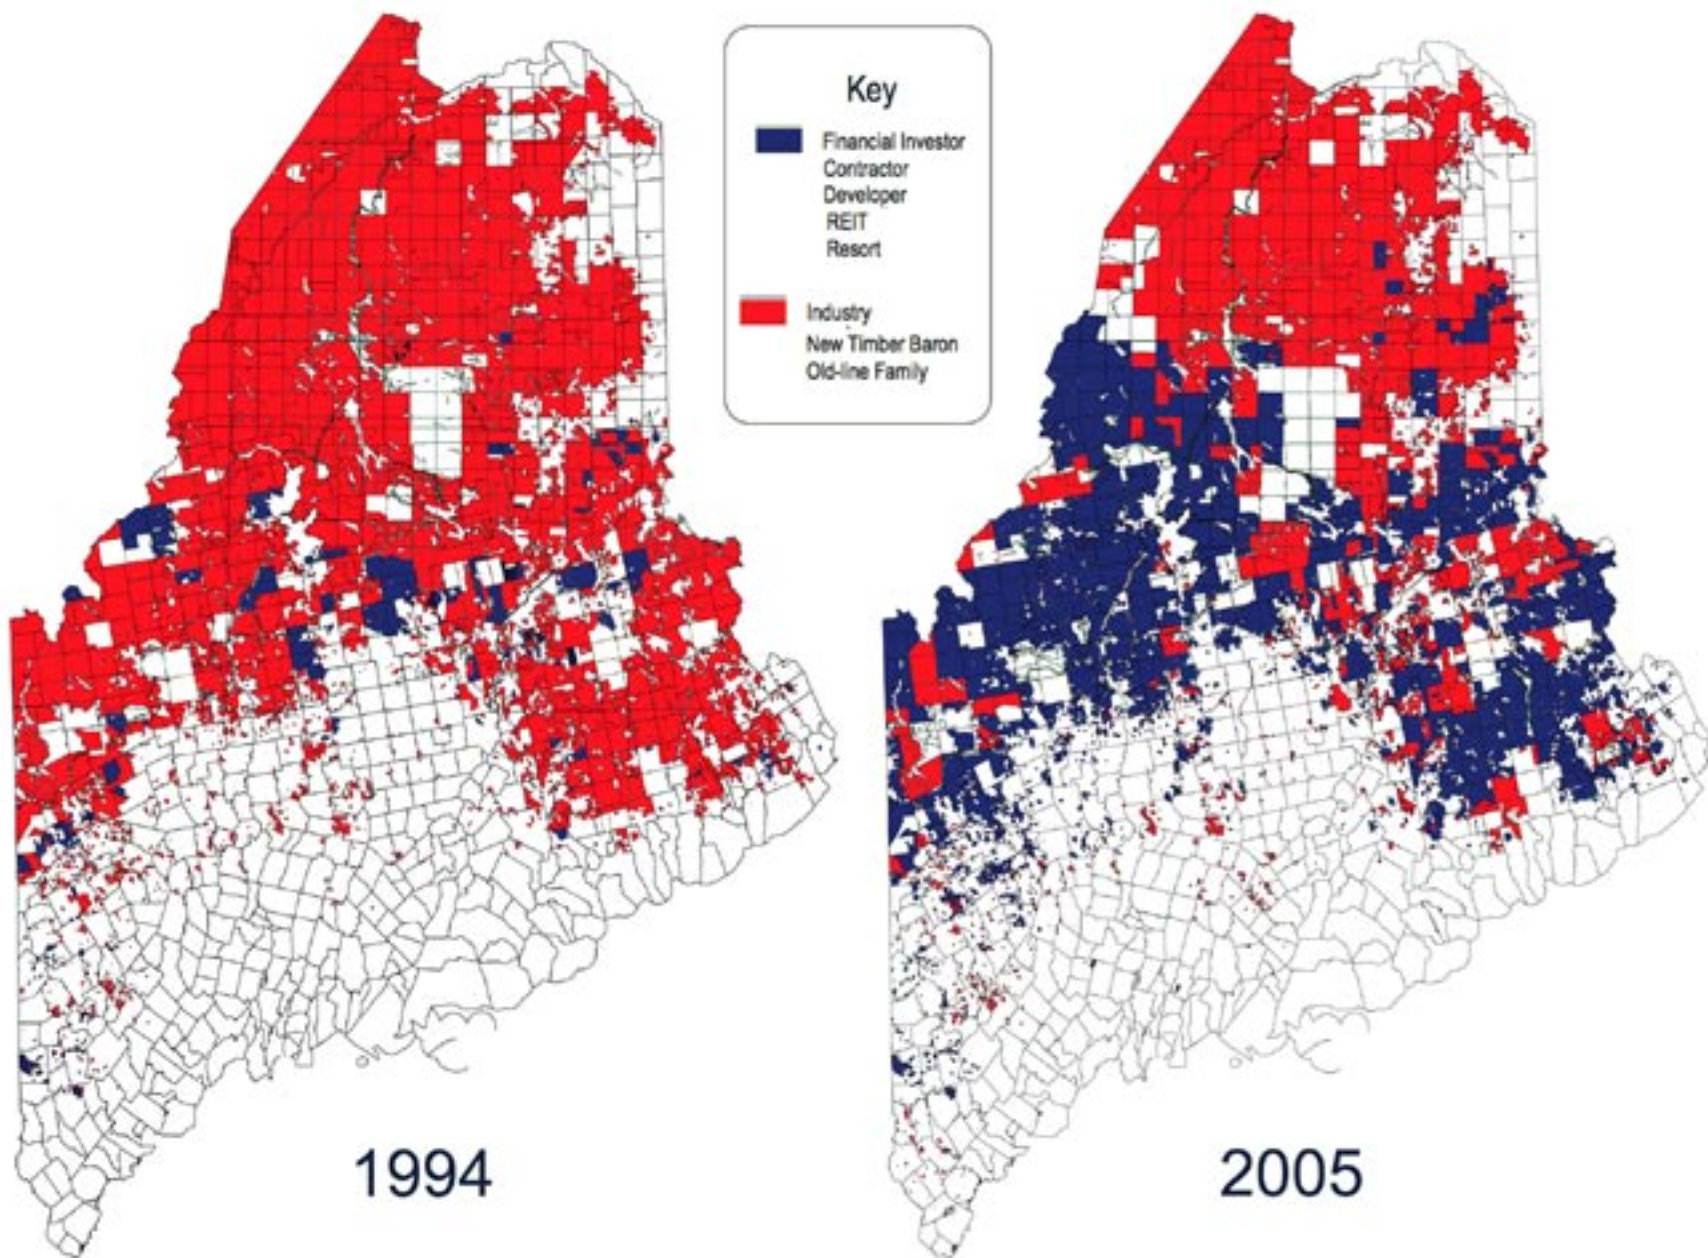 Key
Financial Investor
Contractor
Developer
REIT
Resort
Industry
New Timber Baron
Old-line Family
1994
2005